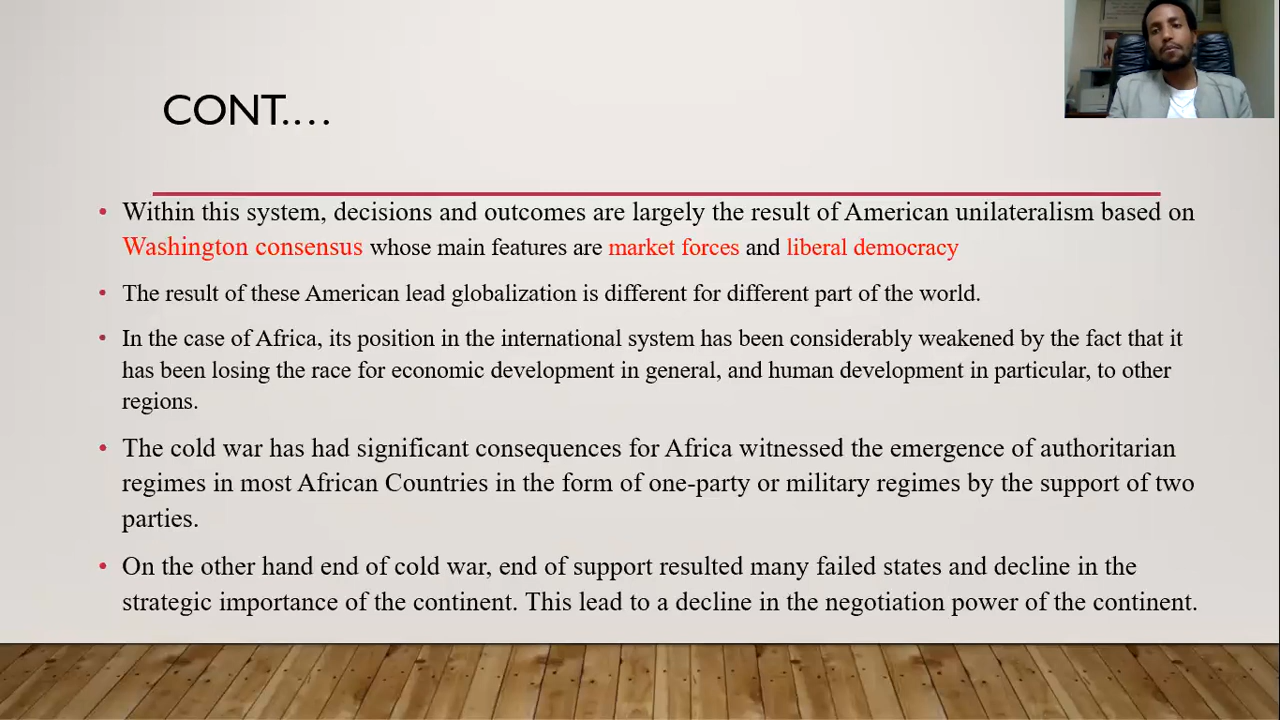 CONT.…
• Within this system, decisions and outcomes are largely the result of American unilateralism based on
Washington consensus whose main features are market forces and liberal democracy
• The result of these American lead globalization is different for different part of the world.
• In the case of Africa, its position in the international system has been considerably weakened by the fact that it
has been losing the race for economic development in general, and human development in particular, to other
regions.
• The cold war has had significant consequences for Africa witnessed the emergence of authoritarian
regimes in most African Countries in the form of one-party or military regimes by the support of two
parties.
• On the other hand end of cold war, end of support resulted many failed states and decline in the
strategic importance of the continent. This lead to a decline in the negotiation power of the continent.